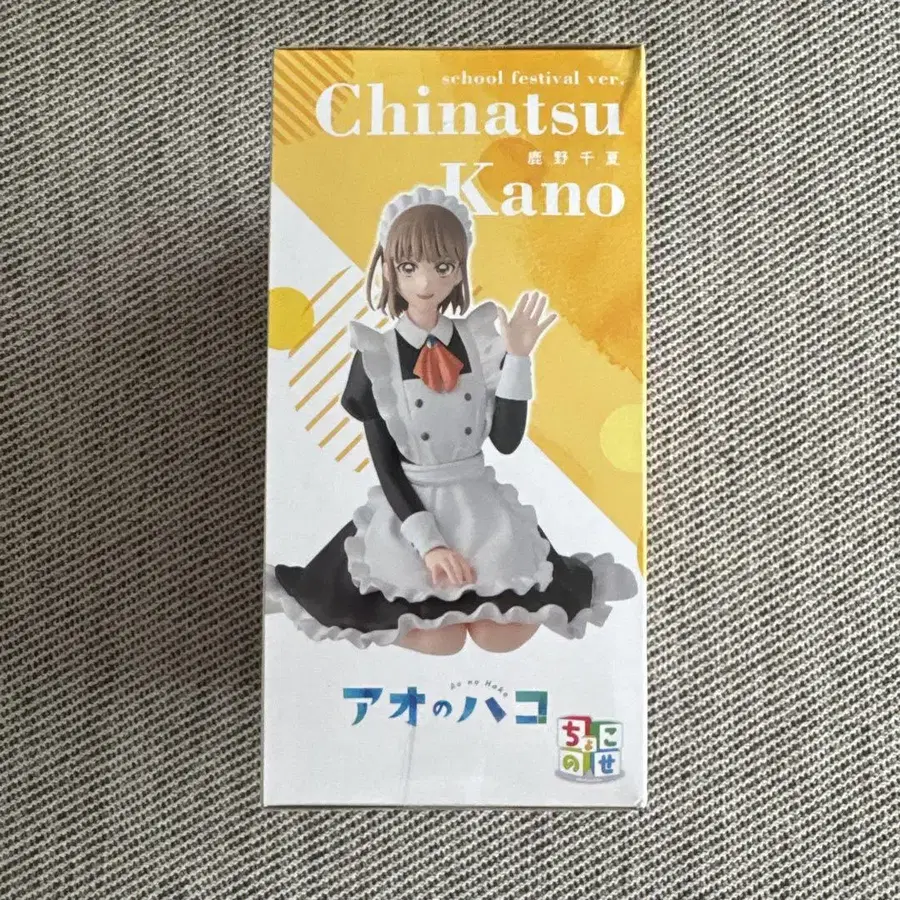 school festival ver.
Chinatsu
鹿野千夏
Kano
Ao no Hako
アオのハコ
ちょこ
のせ